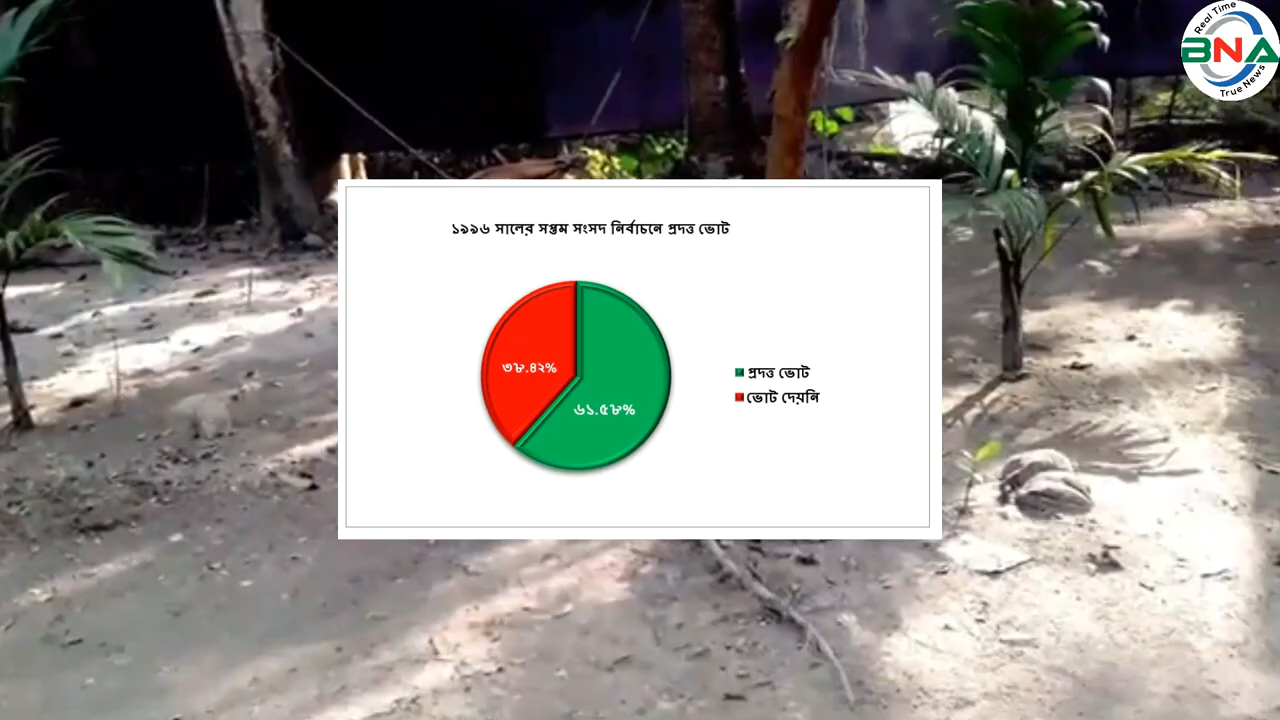 Real Time
BNA
True News
১৯৯৬ সালের সপ্তম সংসদ নির্বাচনে প্রদত্ত ভোট
৩৮.৪২%
৬১.৫৮%
প্রদত্ত ভোট
ভোট দেয়নি